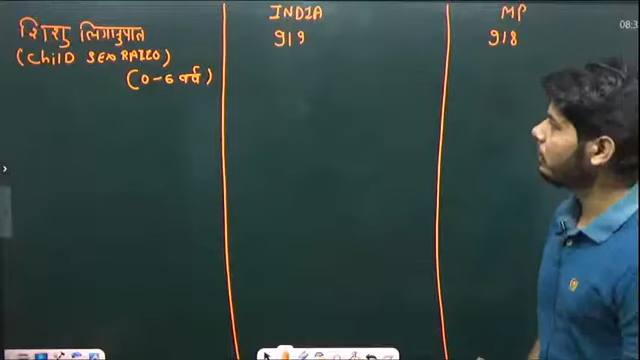 INDIA
MP
शिशु लिंगानुपात
919
918
(Child SEX RATIO)
(0-6 वर्ष)